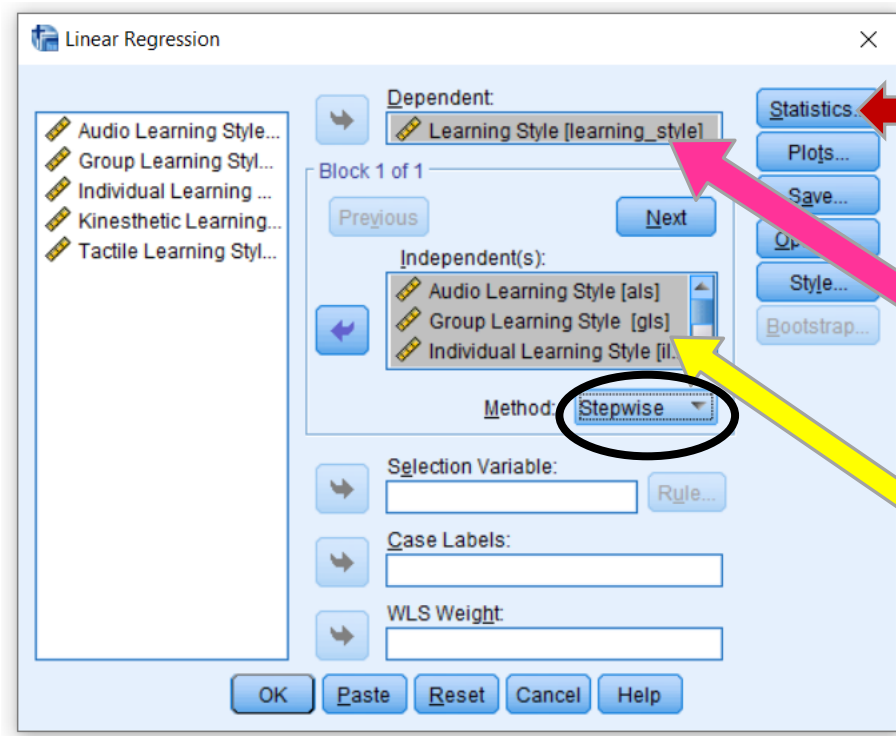 Linear Regression
Audio Learning Style...
Group Learning Styl...
Individual Learning ...
Kinesthetic Learning...
Tactile Learning Styl...
Dependent:
Learning Style [learning_style]
Block 1 of 1
Previous
Next
Independent(s):
Audio Learning Style [als]
Group Learning Style [gls]
Individual Learning Style [il...
Method:
Stepwise
Selection Variable:
Rule...
Case Labels:
WLS Weight:
Statistics...
Plots...
Save...
Style...
Bootstrap...
OK
Paste
Reset
Cancel
Help